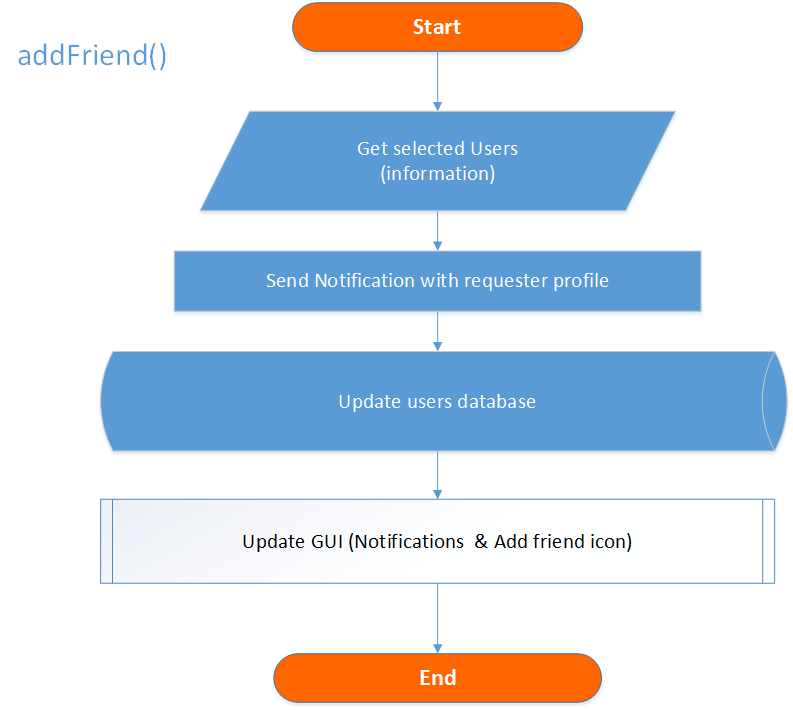 Start
addFriend()
Get selected Users
(information)
Send Notification with requester profile
Update users database
Update GUI (Notifications  & Add friend icon)
End